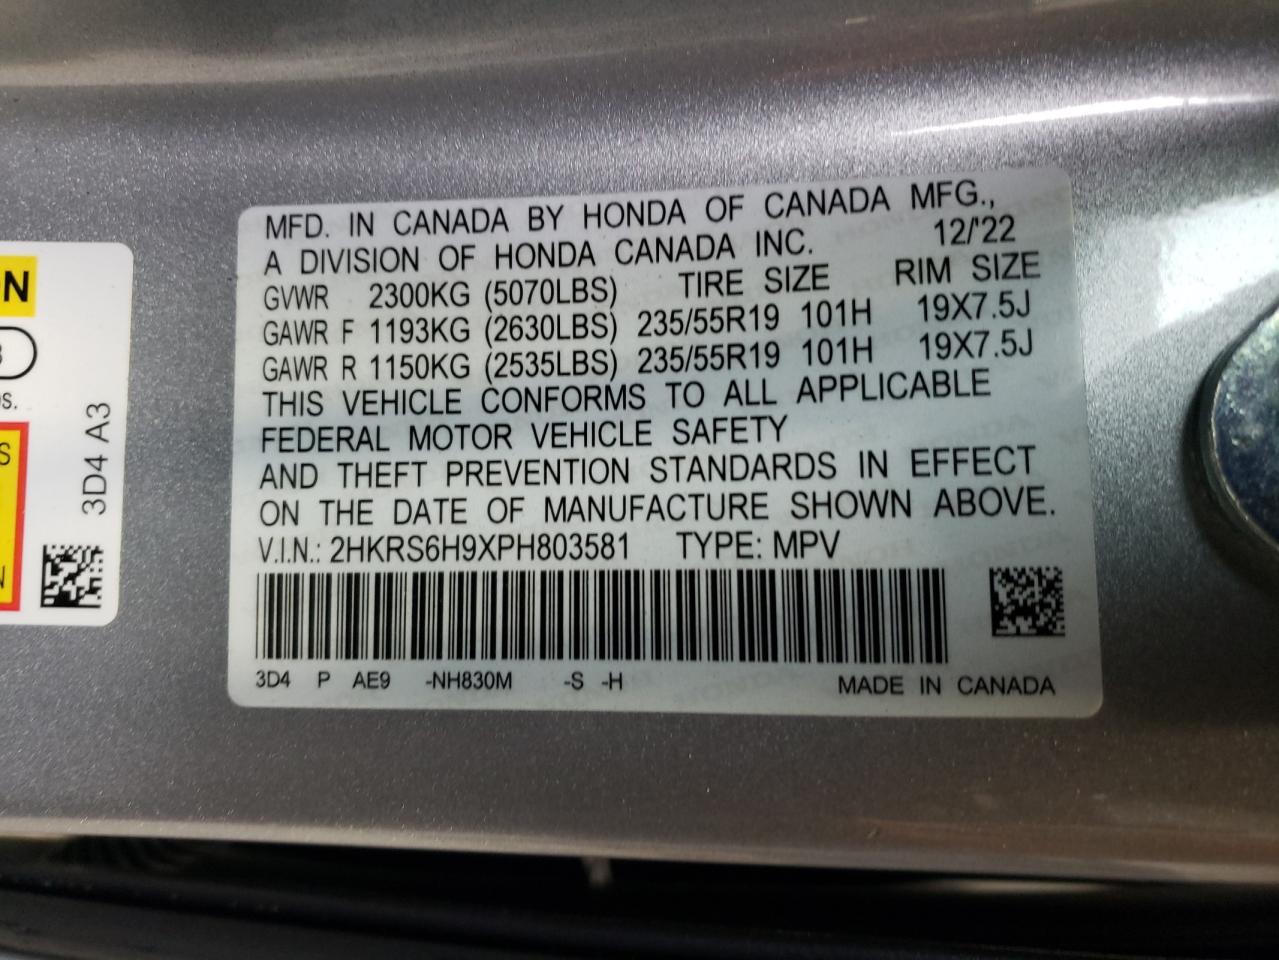 MFD. IN CANADA BY HONDA OF CANADA MFG.,
A DIVISION OF HONDA CANADA INC. 12/'22
GVWR 2300KG (5070LBS) TIRE SIZE RIM SIZE
GAWR F 1193KG (2630LBS) 235/55R19 101H 19X7.5J
GAWR R 1150KG (2535LBS) 235/55R19 101H 19X7.5J
THIS VEHICLE CONFORMS TO ALL APPLICABLE
FEDERAL MOTOR VEHICLE SAFETY
AND THEFT PREVENTION STANDARDS IN EFFECT
ON THE DATE OF MANUFACTURE SHOWN ABOVE.
V.I.N.: 2HKRS6H9XPH803581 TYPE: MPV
3D4 P AE9 -NH830M -S -H MADE IN CANADA
3D4 A3